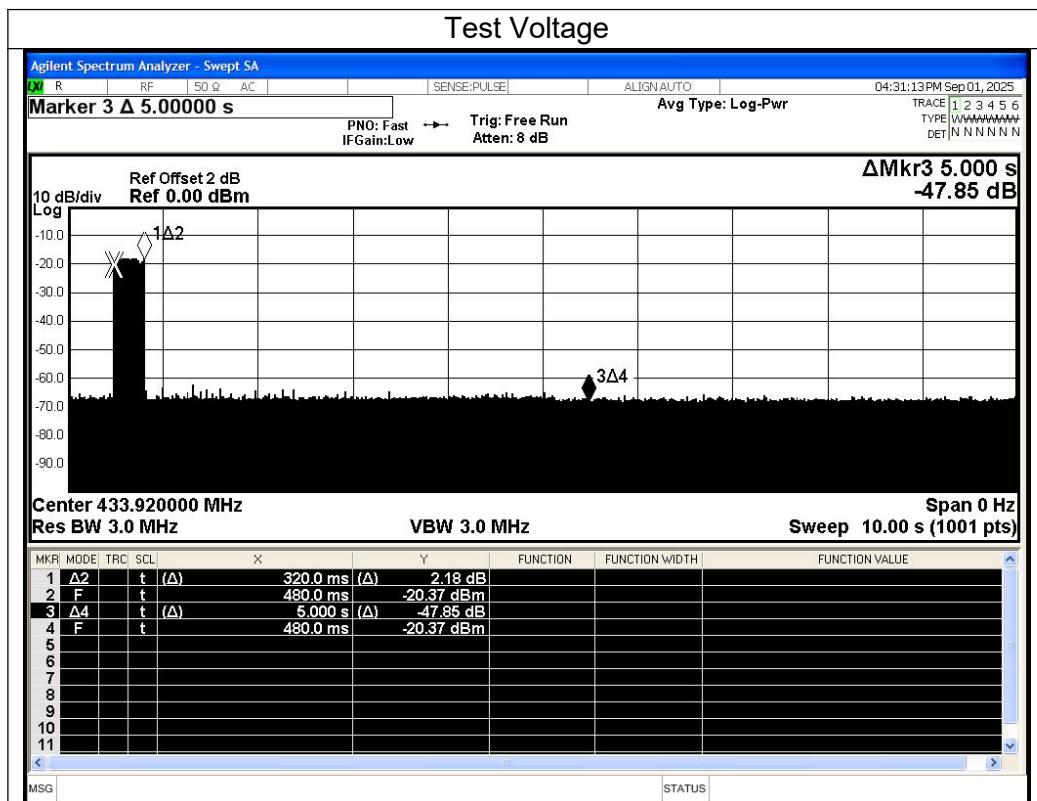 Test Voltage
Agilent Spectrum Analyzer - Swept SA
LXI R RF 50 Ω AC SENSE:PULSE ALIGN AUTO 04:31:13 PM Sep 01, 2025
Marker 3 Δ 5.00000 s
Avg Type: Log-Pwr
TRACE 1 2 3 4 5 6
PNO: Fast Trig: Free Run
TYPE WWWWWW
IFGain:Low Atten: 8 dB
DET N N N N N N
ΔMkr3 5.000 s
-47.85 dB
Ref Offset 2 dB
10 dB/div Ref 0.00 dBm
Log
-10.0
1Δ2
-20.0
-30.0
-40.0
-50.0
-60.0
3Δ4
-70.0
-80.0
-90.0
Center 433.920000 MHz Span 0 Hz
Res BW 3.0 MHz VBW 3.0 MHz Sweep 10.00 s (1001 pts)
MKR MODE TRC SCL X Y FUNCTION FUNCTION WIDTH FUNCTION VALUE
1 Δ2 t (Δ) 320.0 ms (Δ) 2.18 dB
2 F t 480.0 ms -20.37 dBm
3 Δ4 t (Δ) 5.000 s (Δ) -47.85 dB
4 F t 480.0 ms -20.37 dBm
5
6
7
8
9
10
11
MSG STATUS